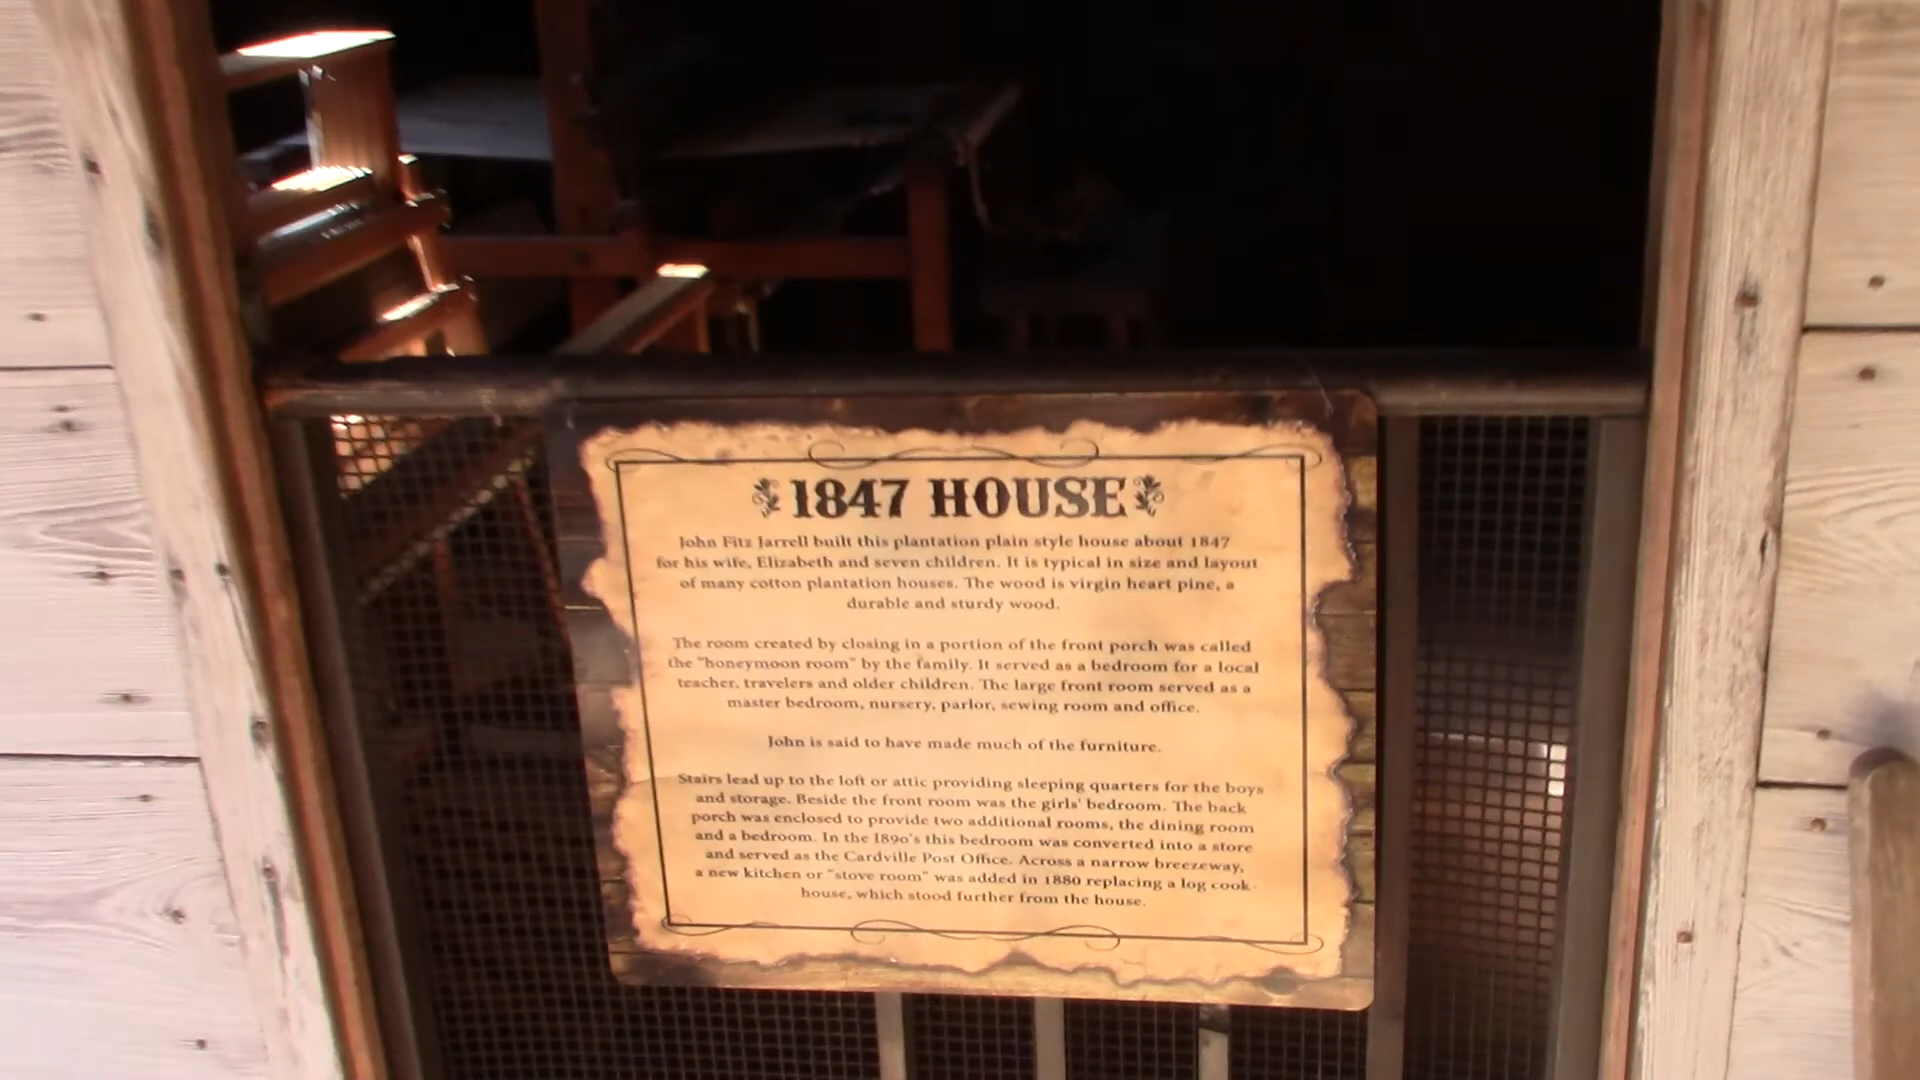 1847 HOUSE
John Fitz Jarrell built this plantation plain style house about 1847
for his wife, Elizabeth and seven children. It is typical in size and layout
of many cotton plantation houses. The wood is virgin heart pine, a
durable and sturdy wood.
The room created by closing in a portion of the front porch was called
the "honeymoon room" by the family. It served as a bedroom for a local
teacher, travelers and older children. The large front room served as a
master bedroom, nursery, parlor, sewing room and office.
John is said to have made much of the furniture.
Stairs lead up to the loft or attic providing sleeping quarters for the boys
and storage. Beside the front room was the girls' bedroom. The back
porch was enclosed to provide two additional rooms, the dining room
and a bedroom. In the 1890's this bedroom was converted into a store
and served as the Cardville Post Office. Across a narrow breezeway,
a new kitchen or "stove room" was added in 1880 replacing a log cook-
house, which stood further from the house.